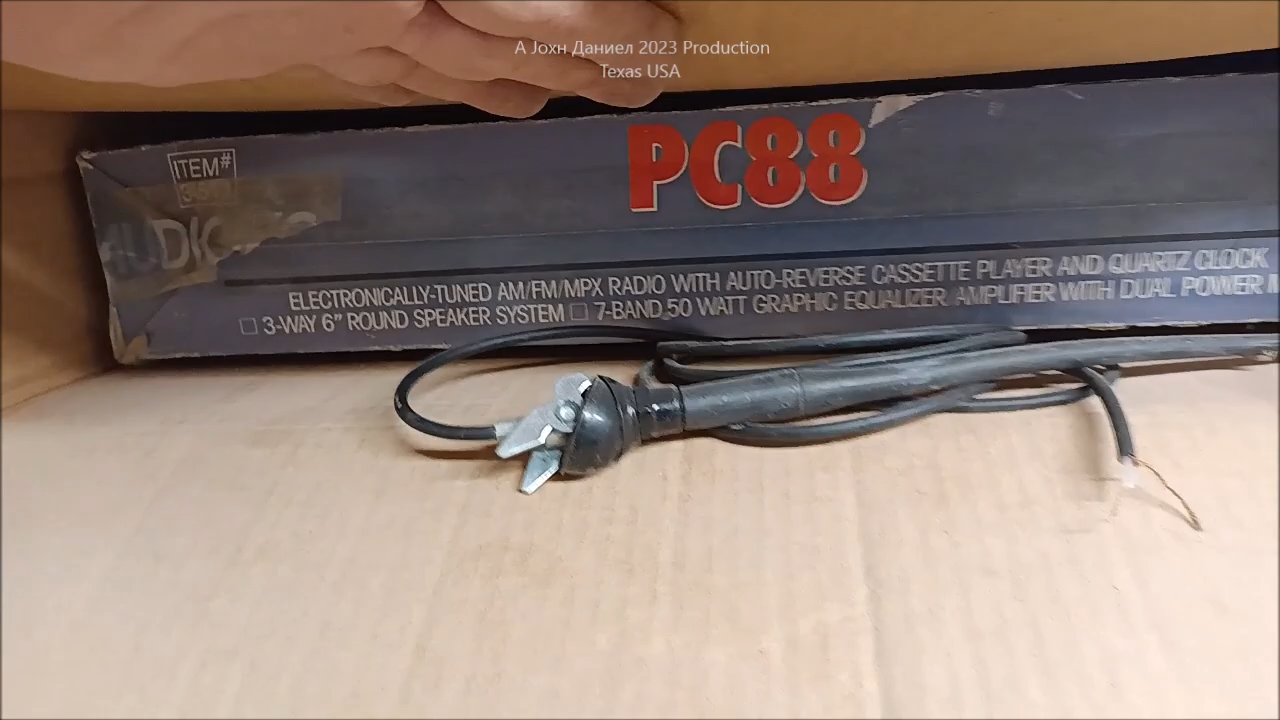 A Јохн Даниел 2023 Production
Texas USA
PC88
ITEM#
ELECTRONICALLY-TUNED AM/FM/MPX RADIO WITH AUTO-REVERSE CASSETTE PLAYER AND QUARTZ CLOCK
3-WAY 6" ROUND SPEAKER SYSTEM 7-BAND 50 WATT GRAPHIC EQUALIZER AMPLIFIER WITH DUAL POWER